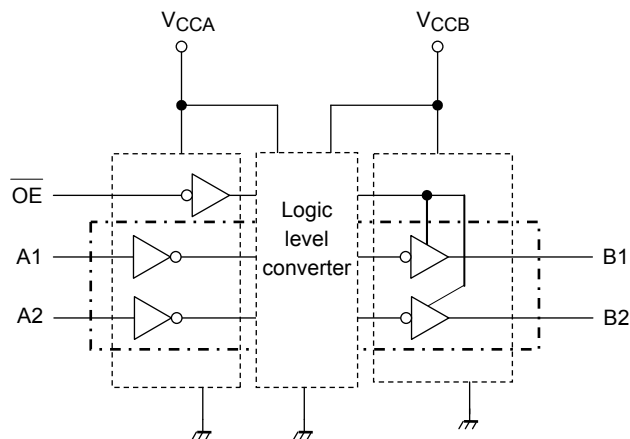 VCCA
VCCB
OE
Logic
level
converter
A1
B1
A2
B2